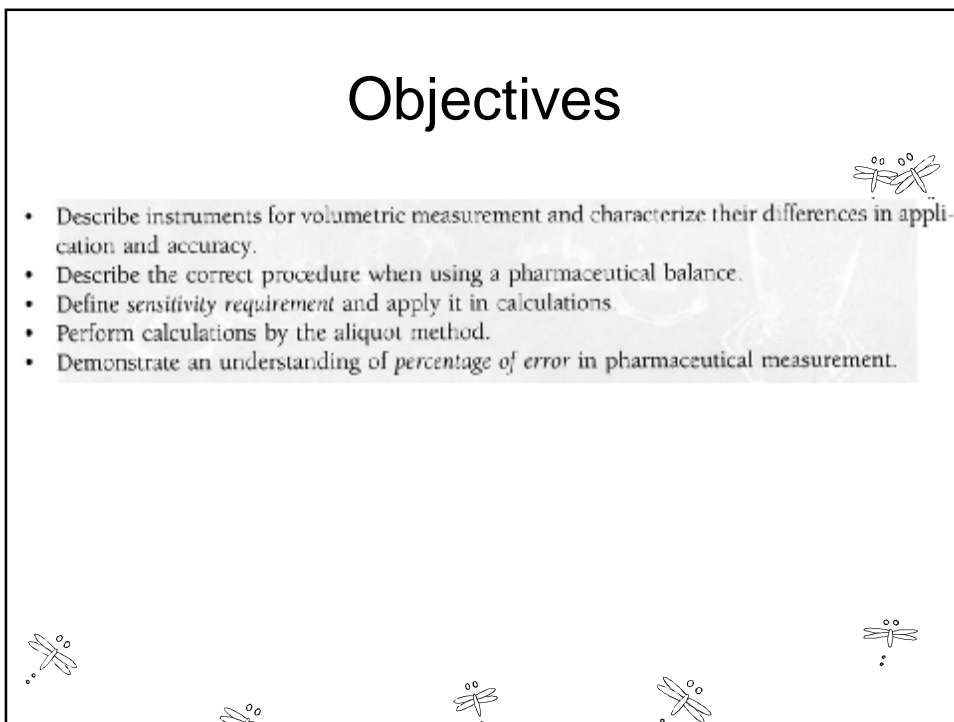 Objectives
• Describe instruments for volumetric measurement and characterize their differences in appli-
cation and accuracy.
• Describe the correct procedure when using a pharmaceutical balance.
• Define sensitivity requirement and apply it in calculations.
• Perform calculations by the aliquot method.
• Demonstrate an understanding of percentage of error in pharmaceutical measurement.